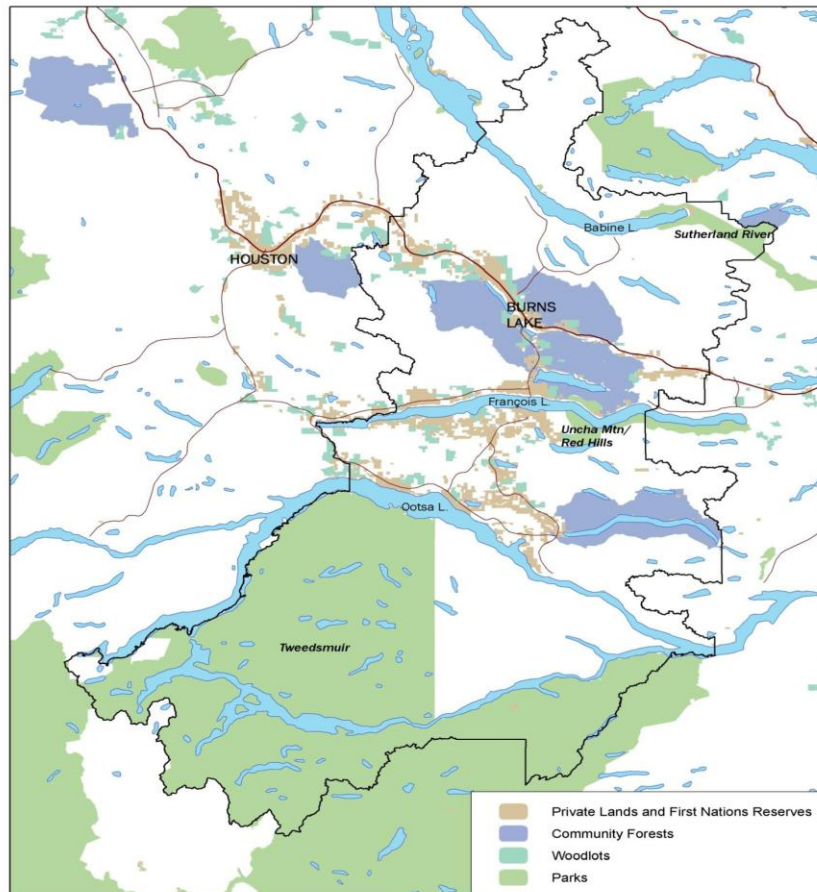 Babine L.
Sutherland River
HOUSTON
BURNS
LAKE
François L.
Uncha Mtn/
Red Hills
Ootsa L.
Tweedsmuir
Private Lands and First Nations Reserves
Community Forests
Woodlots
Parks